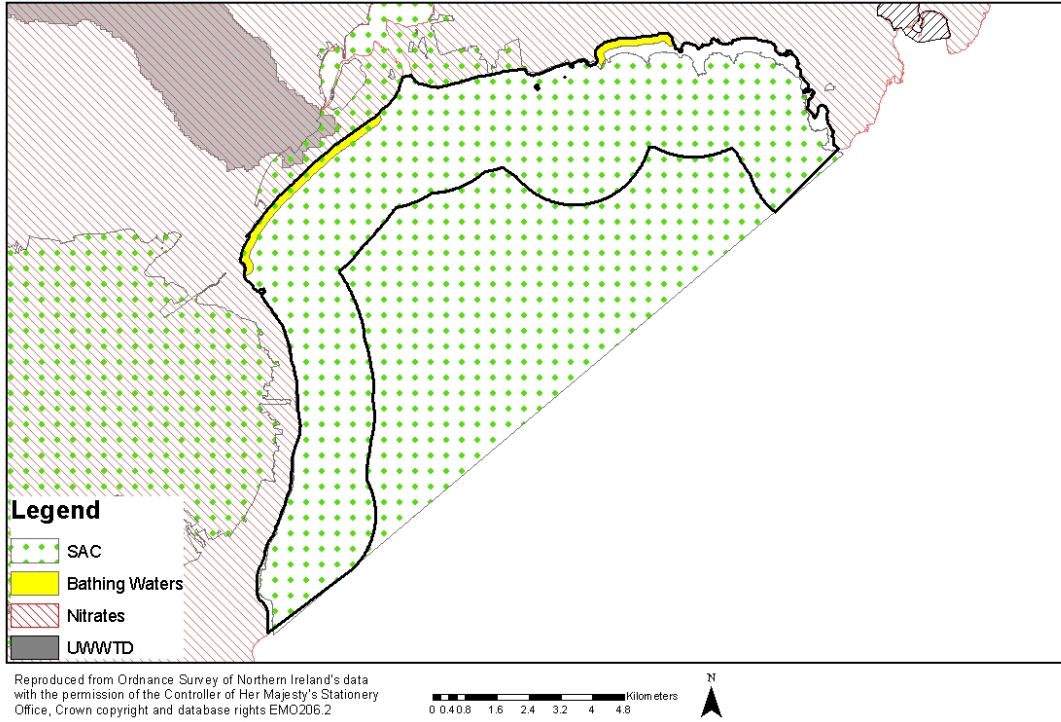 Legend
SAC
Bathing Waters
Nitrates
UWWTD
Reproduced from Ordnance Survey of Northern Ireland's data
with the permission of the Controller of Her Majesty's Stationery
Office, Crown copyright and database rights EMO206.2
Kilometers
0 0.40.8 1.6 2.4 3.2 4 4.8
N